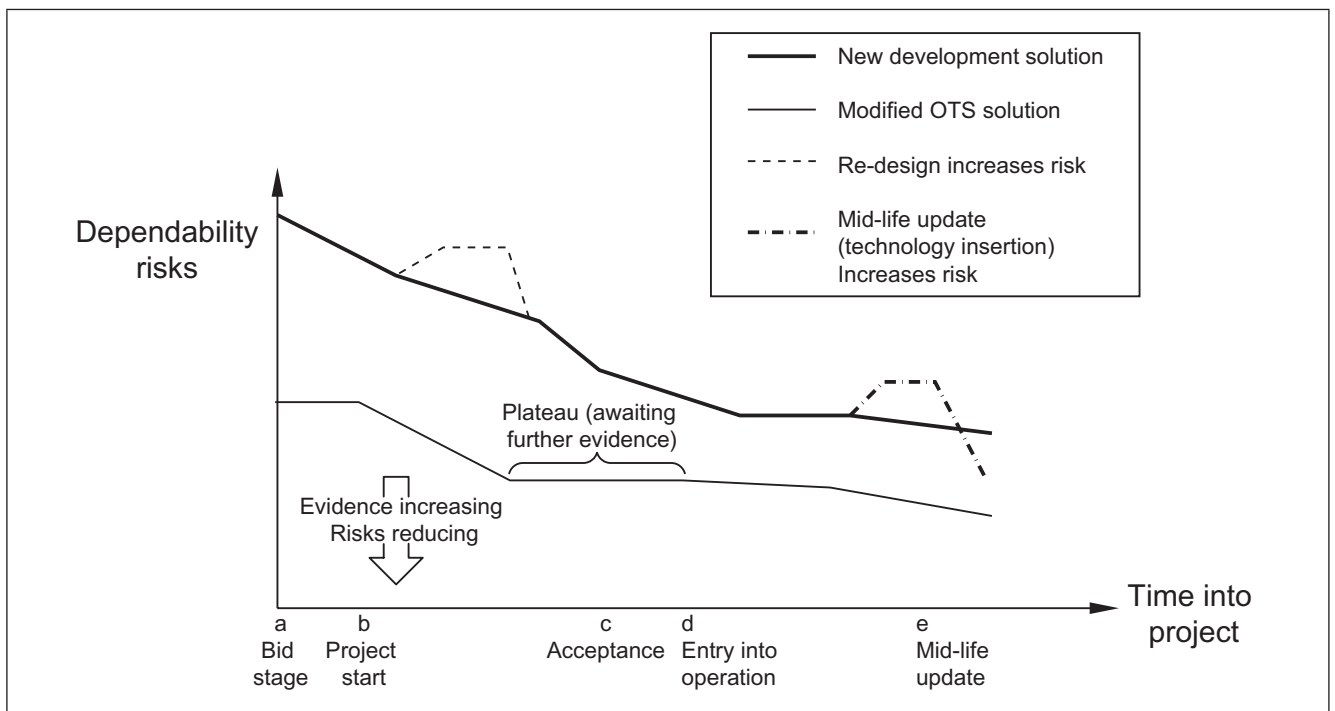 New development solution
Modified OTS solution
Re-design increases risk
Mid-life update
(technology insertion)
Increases risk
Dependability
risks
Plateau (awaiting
further evidence)
Evidence increasing
Risks reducing
Time into
project
a
Bid
stage
b
Project
start
c
Acceptance
d
Entry into
operation
e
Mid-life
update